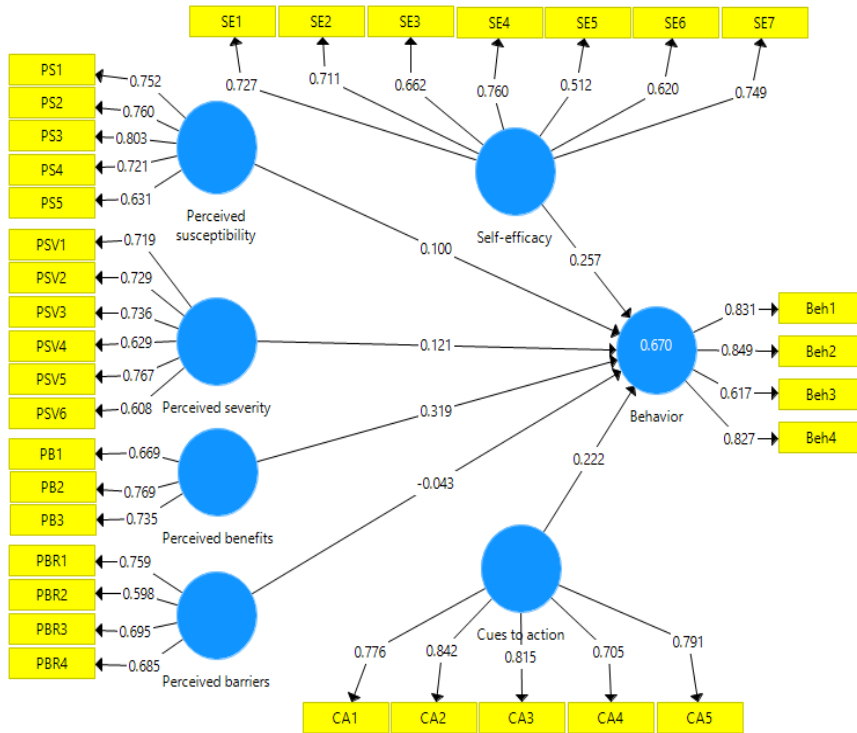 SE1 SE2 SE3 SE4 SE5 SE6 SE7
0.727 0.711 0.662 0.760 0.512 0.620 0.749
PS1
PS2
PS3
PS4
PS5
0.752
0.760
0.803
0.721
0.631
Perceived
susceptibility
Self-efficacy
0.100
0.257
PSV1
PSV2
PSV3
PSV4
PSV5
PSV6
0.719
0.729
0.736
0.629
0.767
0.608
Perceived severity
0.121
0.670
Behavior
0.831
0.849
0.617
0.827
Beh1
Beh2
Beh3
Beh4
PB1
PB2
PB3
0.669
0.769
0.735
Perceived benefits
0.319
-0.043
0.222
PBR1
PBR2
PBR3
PBR4
0.759
0.598
0.695
0.685
Perceived barriers
Cues to action
0.776 0.842 0.815 0.705 0.791
CA1 CA2 CA3 CA4 CA5